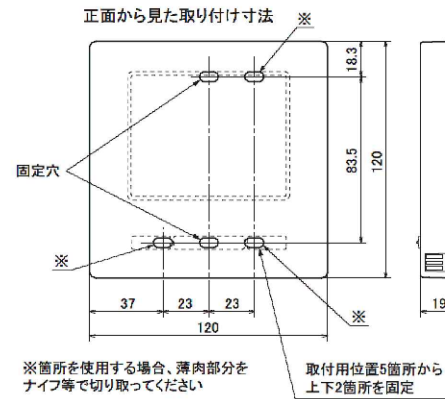 正面から見た取り付け寸法
※
18.3
固定穴
83.5
120
※
※
37
23
23
19
120
※箇所を使用する場合、薄肉部分を
ナイフ等で切り取ってください
取付用位置5箇所から
上下2箇所を固定